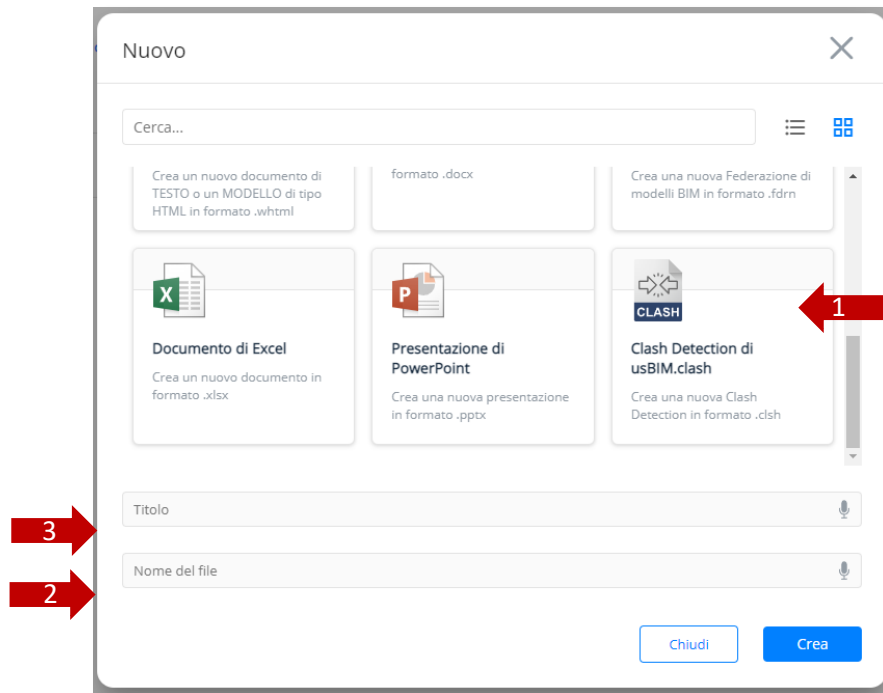 Nuovo
Cerca...
Crea un nuovo documento di
TESTO o un MODELLO di tipo
HTML in formato .whtml
formato .docx
Crea una nuova Federazione di
modelli BIM in formato .fdrn
X
Documento di Excel
Crea un nuovo documento in
formato .xlsx
P
Presentazione di
PowerPoint
Crea una nuova presentazione
in formato .pptx
CLASH
Clash Detection di
usBIM.clash
Crea una nuova Clash
Detection in formato .clsh
1
Titolo
3
Nome del file
2
Chiudi
Crea